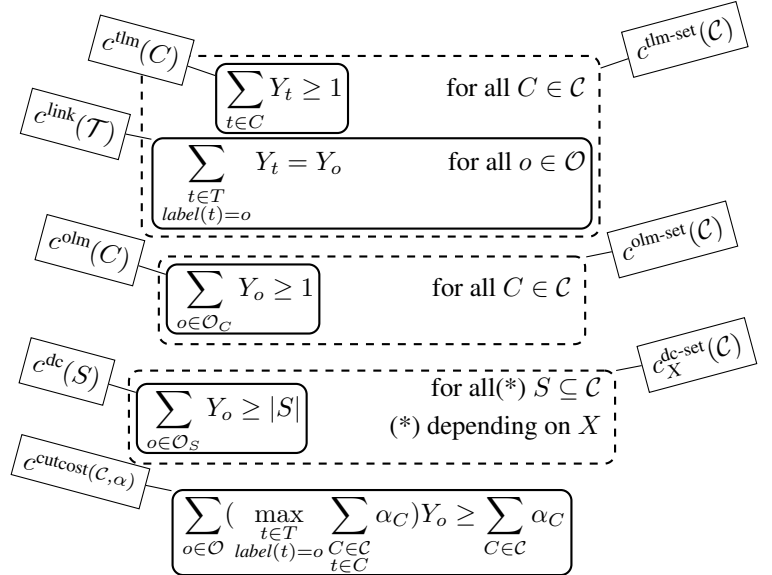 c^{tlm}(C)
c^{tlm-set}(𝒞)
∑_{t∈C} Y_t ≥ 1 for all C ∈ 𝒞
c^{link}(𝒯)
∑_{t∈T label(t)=o} Y_t = Y_o for all o ∈ 𝒪
c^{olm}(C)
c^{olm-set}(𝒞)
∑_{o∈𝒪_C} Y_o ≥ 1 for all C ∈ 𝒞
c^{dc}(S)
c_X^{dc-set}(𝒞)
∑_{o∈𝒪_S} Y_o ≥ |S| for all(*) S ⊆ 𝒞
(*) depending on X
c^{cutcost(𝒞,α)}
∑_{o∈𝒪} ( max_{t∈T label(t)=o} ∑_{C∈𝒞 t∈C} α_C)Y_o ≥ ∑_{C∈𝒞} α_C